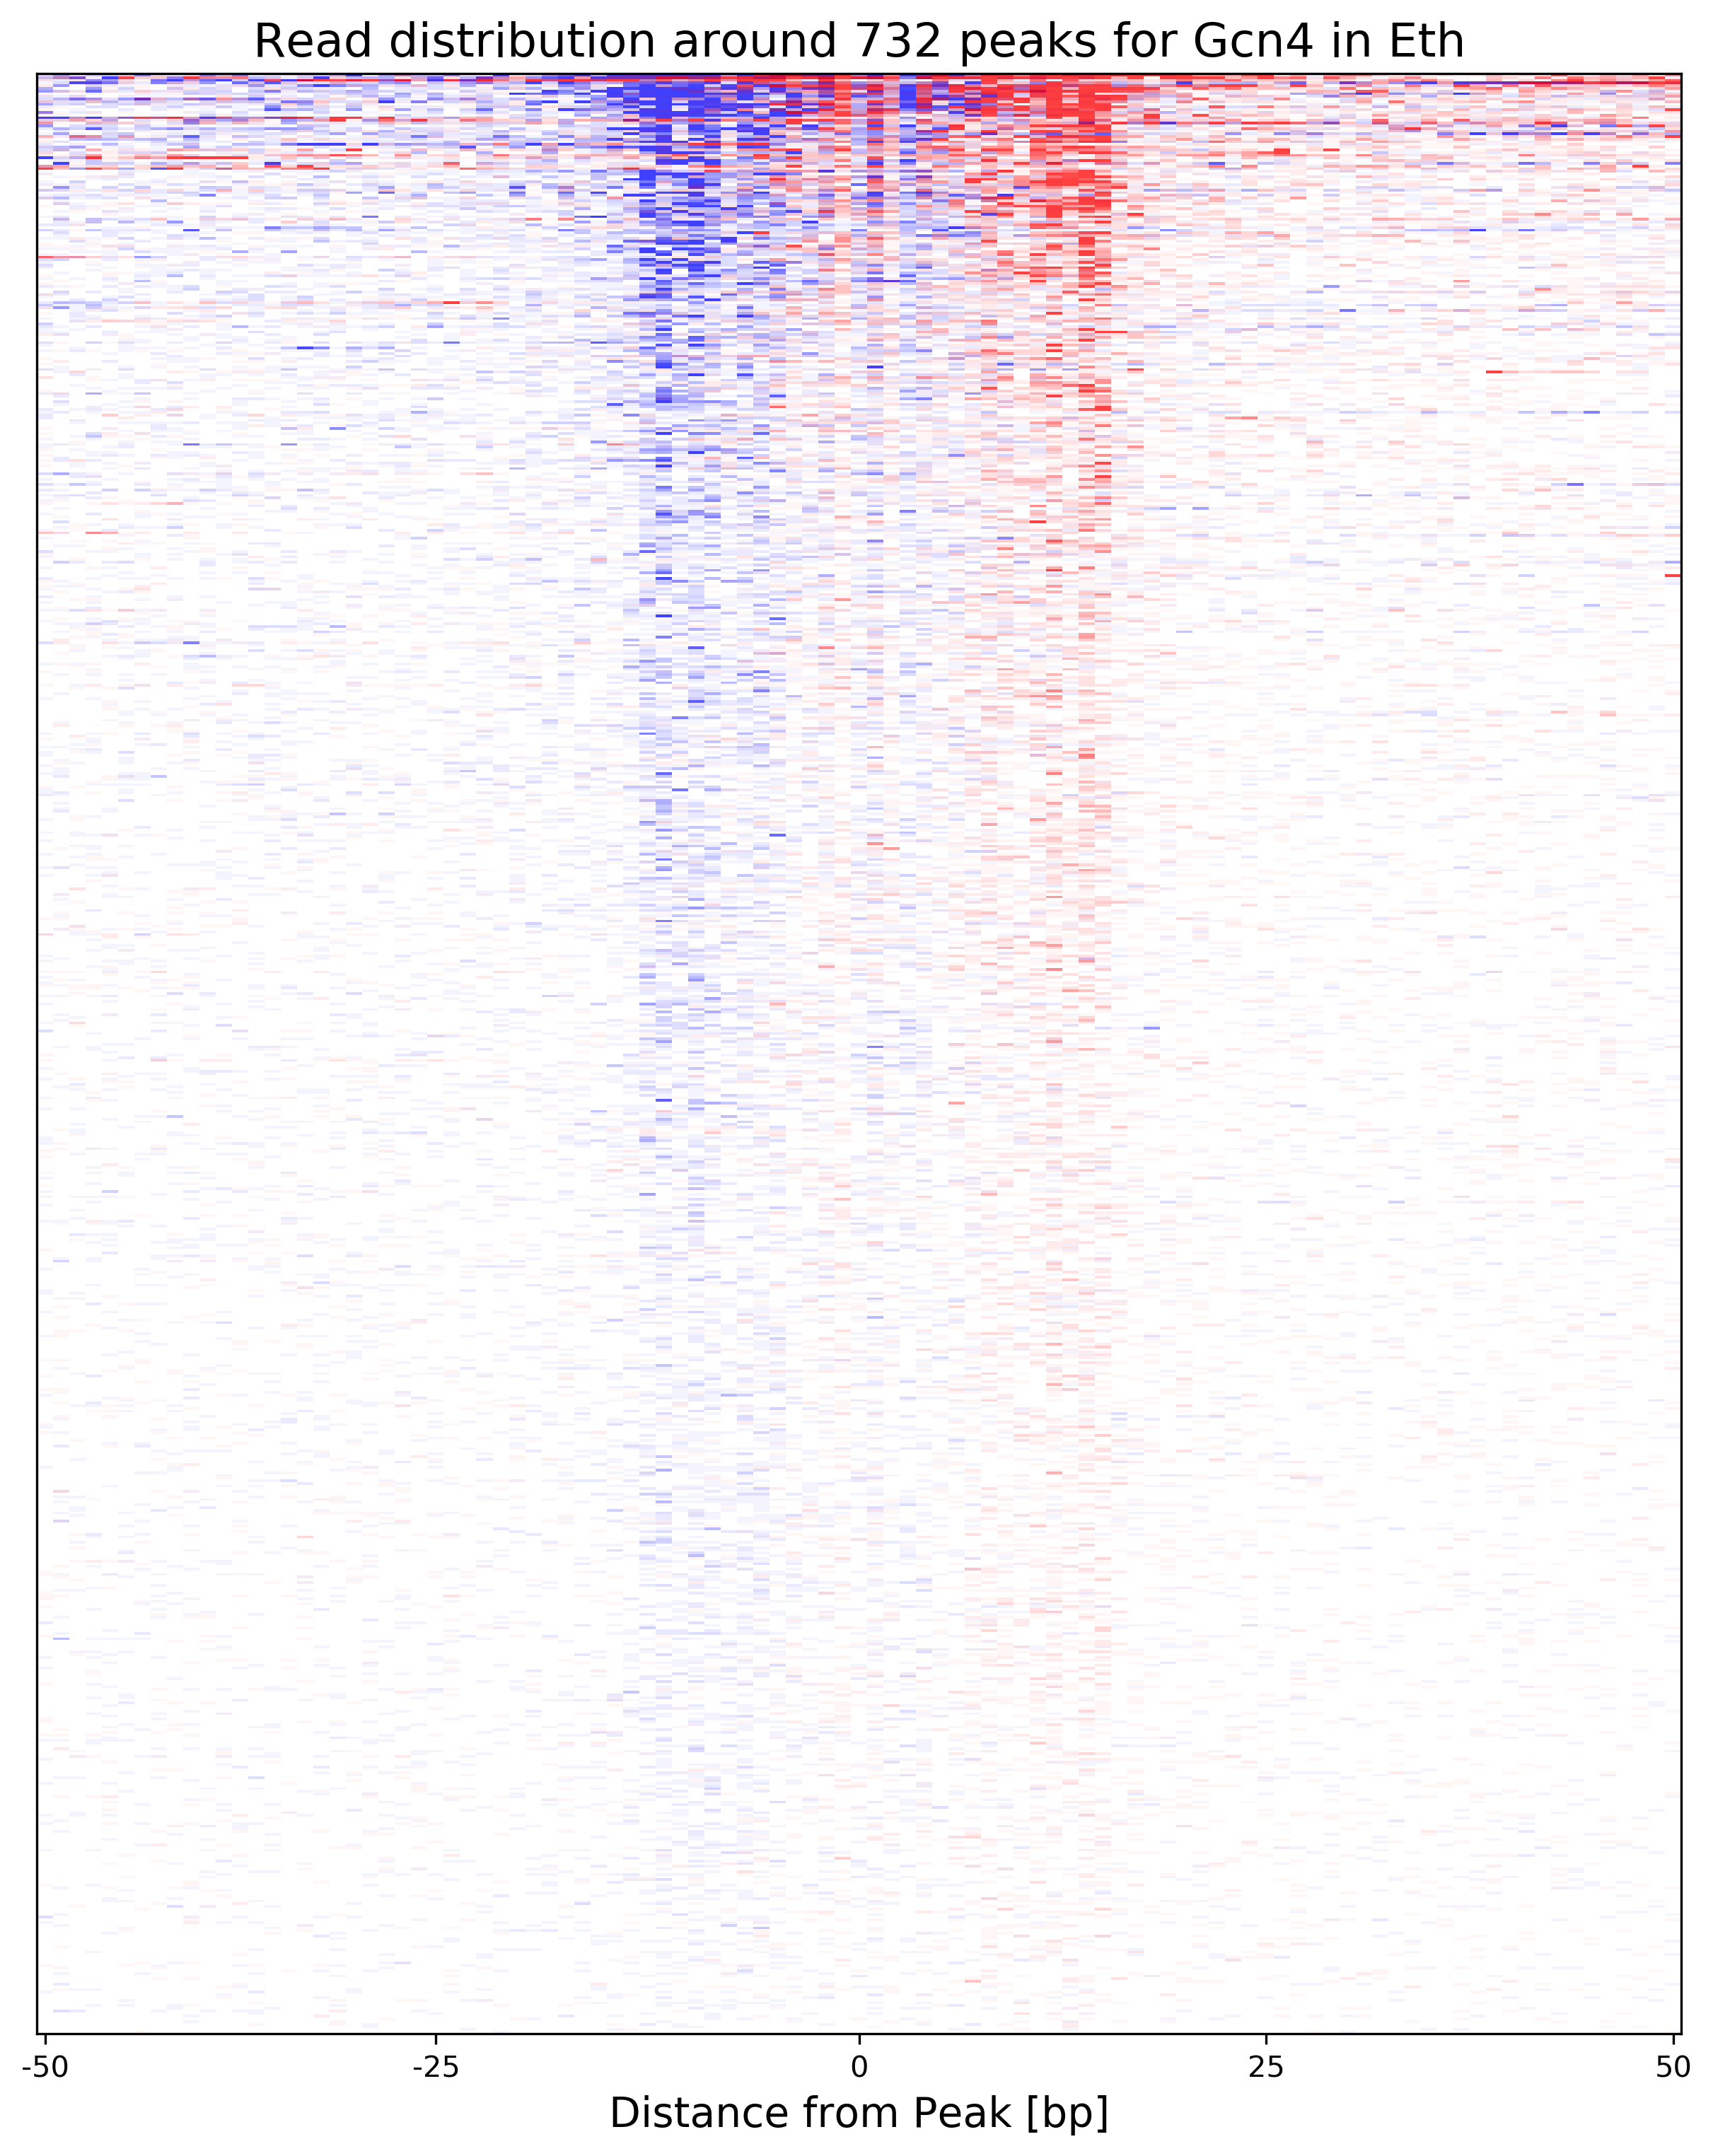 Read distribution around 732 peaks for Gcn4 in Eth
-50 -25 0 25 50
Distance from Peak [bp]